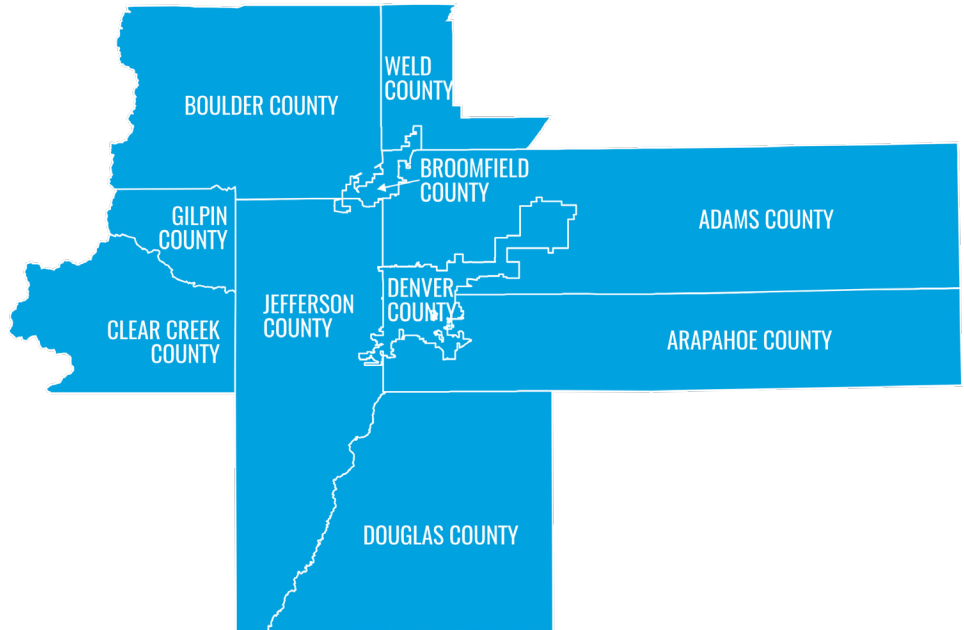 WELD
COUNTY
BOULDER COUNTY
BROOMFIELD
COUNTY
GILPIN
COUNTY
ADAMS COUNTY
DENVER
COUNTY
JEFFERSON
COUNTY
CLEAR CREEK
COUNTY
ARAPAHOE COUNTY
DOUGLAS COUNTY